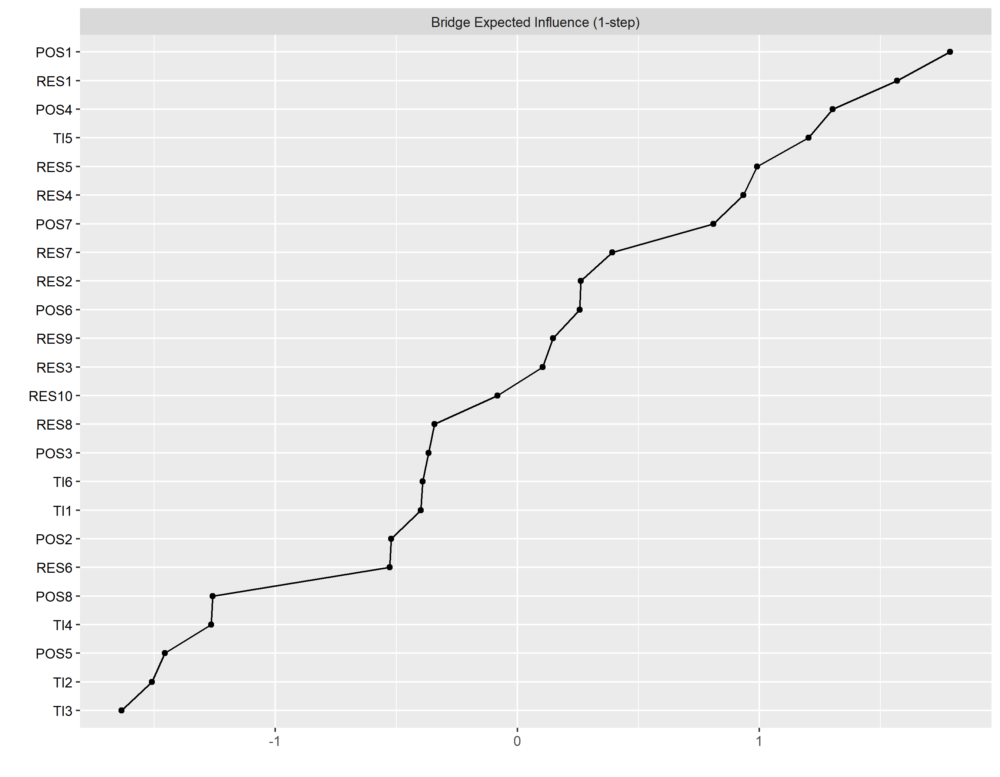 Bridge Expected Influence (1-step)
POS1
RES1
POS4
TI5
RES5
RES4
POS7
RES7
RES2
POS6
RES9
RES3
RES10
RES8
POS3
TI6
TI1
POS2
RES6
POS8
TI4
POS5
TI2
TI3
-1 0 1